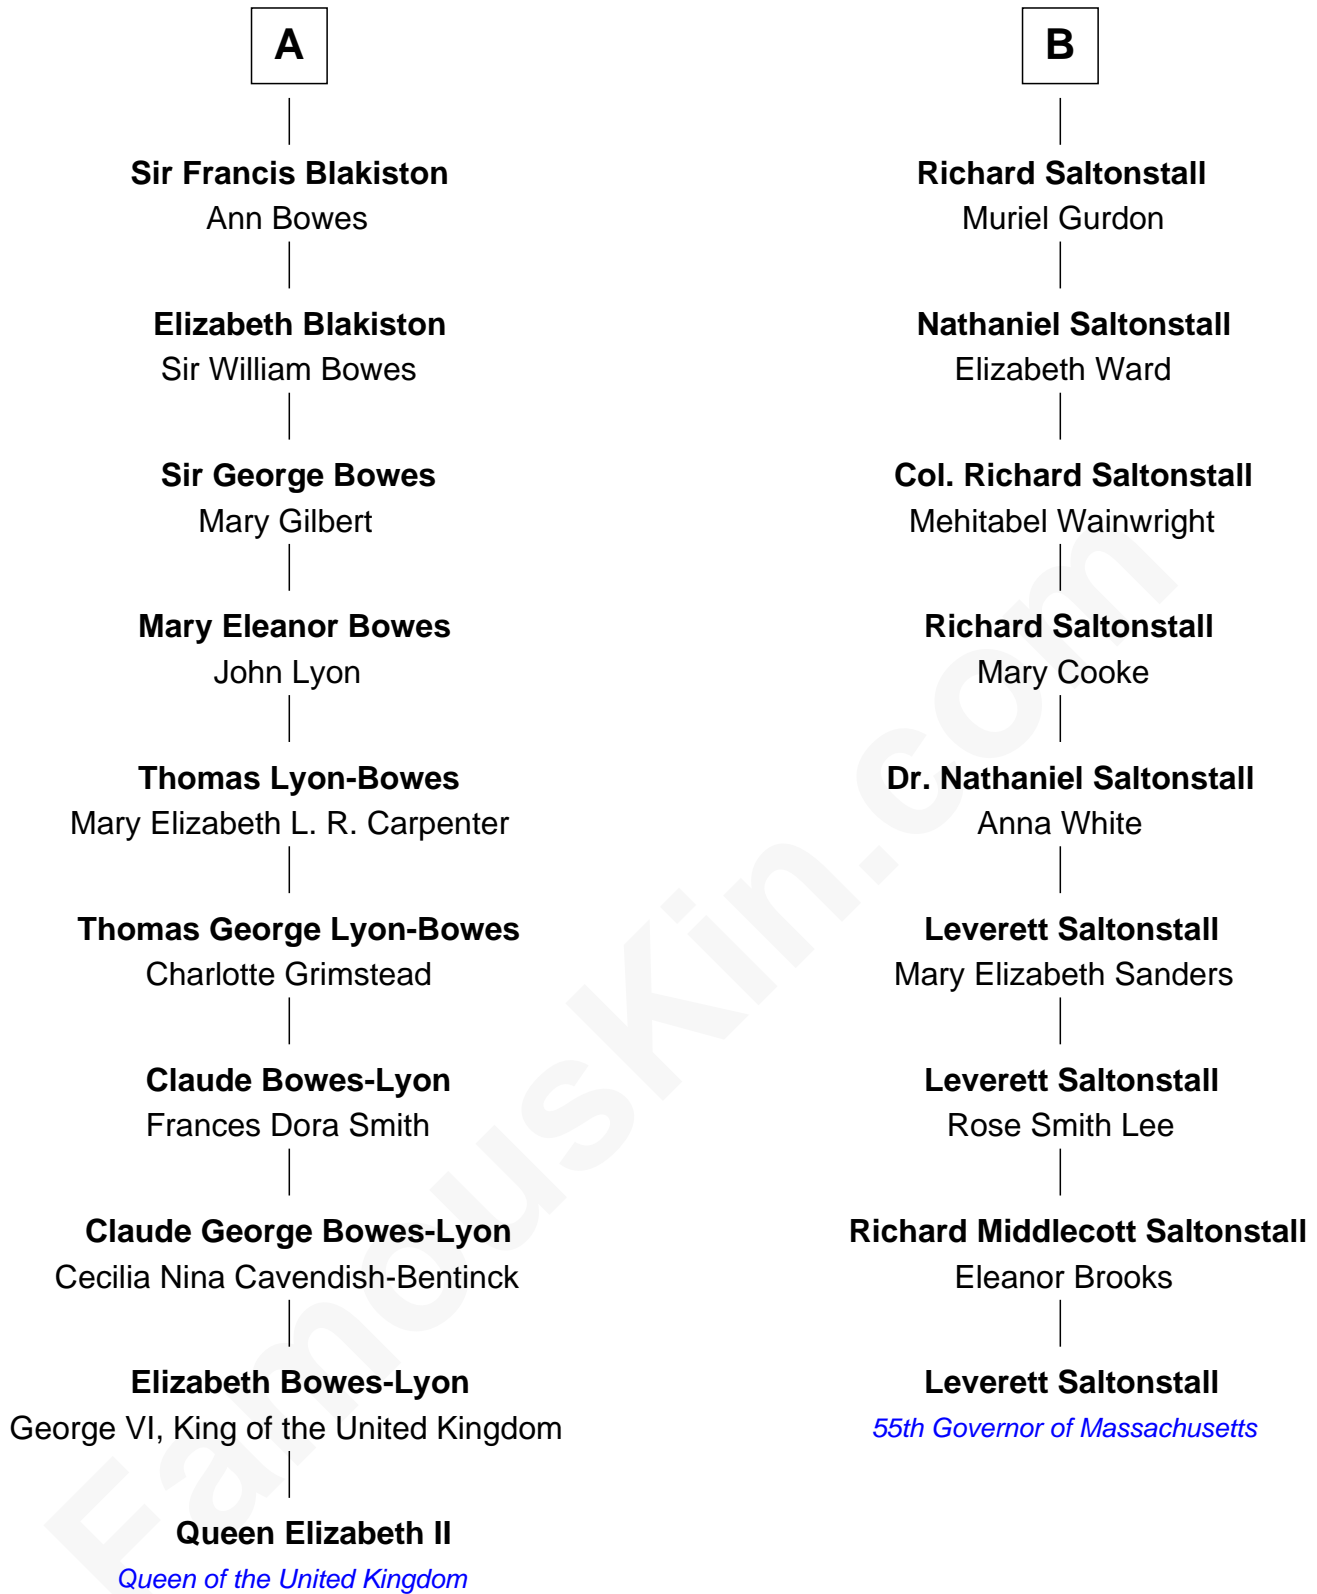 A
Sir Francis Blakiston
Ann Bowes
Elizabeth Blakiston
Sir William Bowes
Sir George Bowes
Mary Gilbert
Mary Eleanor Bowes
John Lyon
Thomas Lyon-Bowes
Mary Elizabeth L. R. Carpenter
Thomas George Lyon-Bowes
Charlotte Grimstead
Claude Bowes-Lyon
Frances Dora Smith
Claude George Bowes-Lyon
Cecilia Nina Cavendish-Bentinck
Elizabeth Bowes-Lyon
George VI, King of the United Kingdom
Queen Elizabeth II
Queen of the United Kingdom
B
Richard Saltonstall
Muriel Gurdon
Nathaniel Saltonstall
Elizabeth Ward
Col. Richard Saltonstall
Mehitabel Wainwright
Richard Saltonstall
Mary Cooke
Dr. Nathaniel Saltonstall
Anna White
Leverett Saltonstall
Mary Elizabeth Sanders
Leverett Saltonstall
Rose Smith Lee
Richard Middlecott Saltonstall
Eleanor Brooks
Leverett Saltonstall
55th Governor of Massachusetts
FamousKin.com